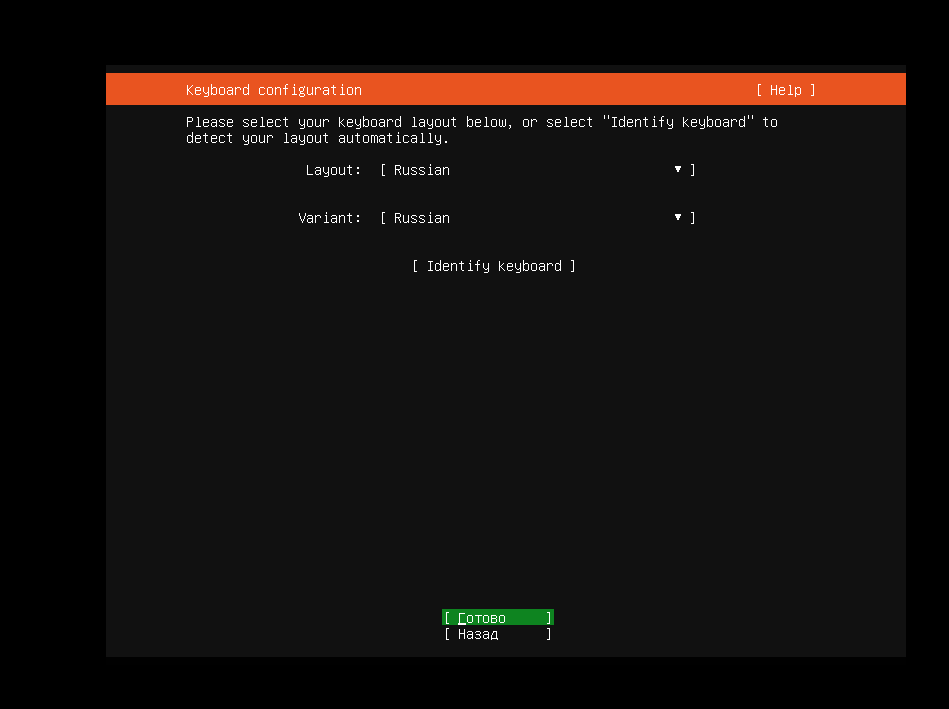 Keyboard configuration [ Help ]
Please select your keyboard layout below, or select "Identify keyboard" to
detect your layout automatically.
Layout: [ Russian ▼ ]
Variant: [ Russian ▼ ]
[ Identify keyboard ]
[ Готово ]
[ Назад ]